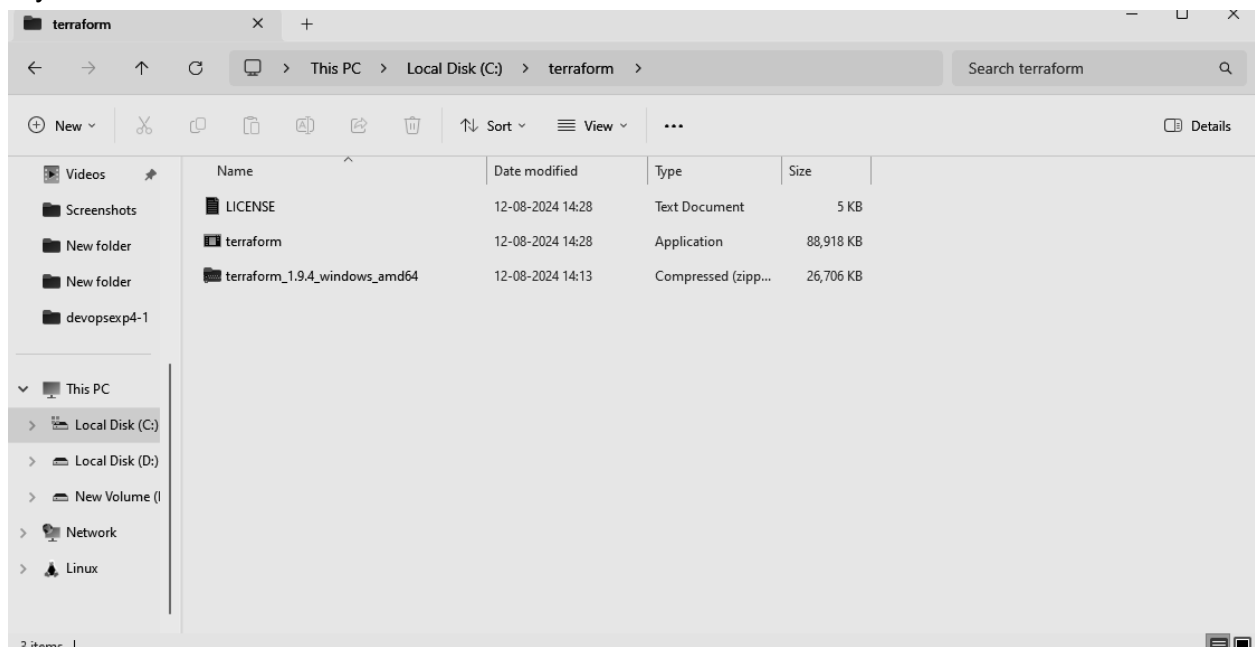 terraform
This PC > Local Disk (C:) > terraform >
Search terraform
New
Sort
View
Details
Name Date modified Type Size
Videos
Screenshots
New folder
New folder
devopsexp4-1
This PC
Local Disk (C:)
Local Disk (D:)
New Volume (
Network
Linux
LICENSE 12-08-2024 14:28 Text Document 5 KB
terraform 12-08-2024 14:28 Application 88,918 KB
terraform_1.9.4_windows_amd64 12-08-2024 14:13 Compressed (zipp... 26,706 KB
3 items